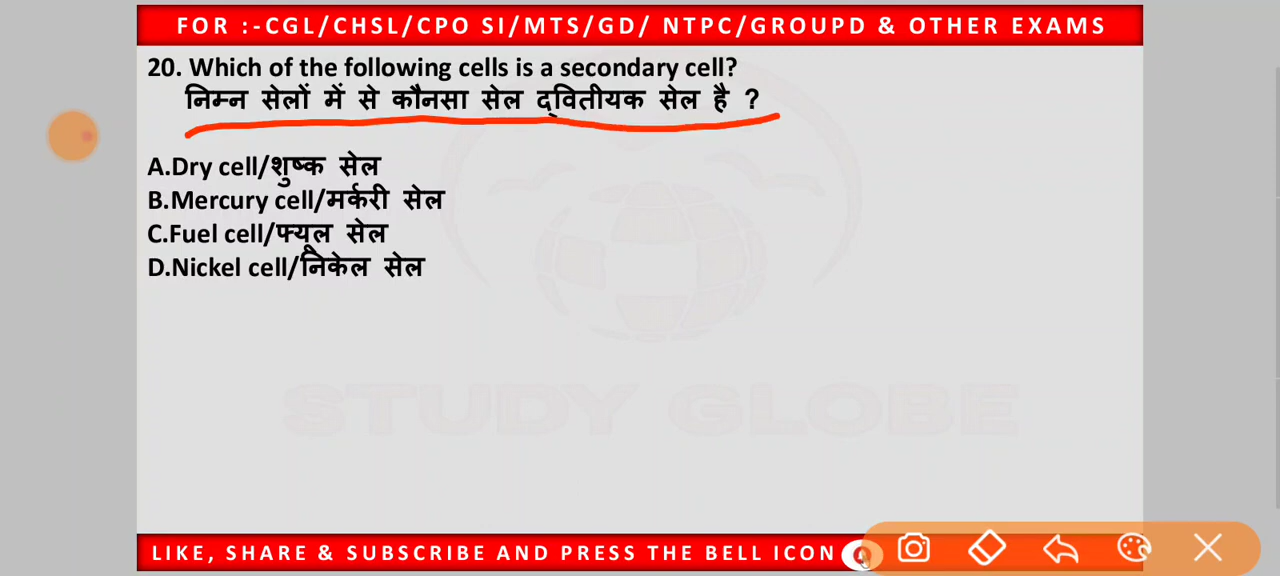 FOR :-CGL/CHSL/CPO SI/MTS/GD/ NTPC/GROUPD & OTHER EXAMS
20. Which of the following cells is a secondary cell?
निम्न सेलों में से कौनसा सेल द्वितीयक सेल है ?
A.Dry cell/शुष्क सेल
B.Mercury cell/मर्करी सेल
C.Fuel cell/फ्यूल सेल
D.Nickel cell/निकेल सेल
STUDY GLOBE
LIKE, SHARE & SUBSCRIBE AND PRESS THE BELL ICON